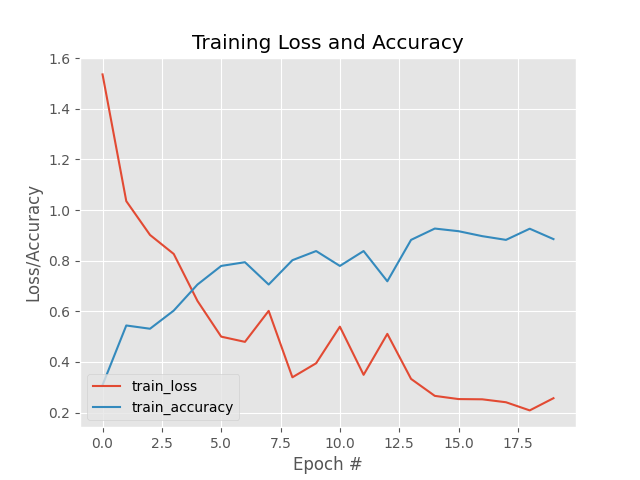 Training Loss and Accuracy
1.6
1.4
1.2
1.0
0.8
0.6
0.4
0.2
Loss/Accuracy
train_loss
train_accuracy
0.0 2.5 5.0 7.5 10.0 12.5 15.0 17.5
Epoch #